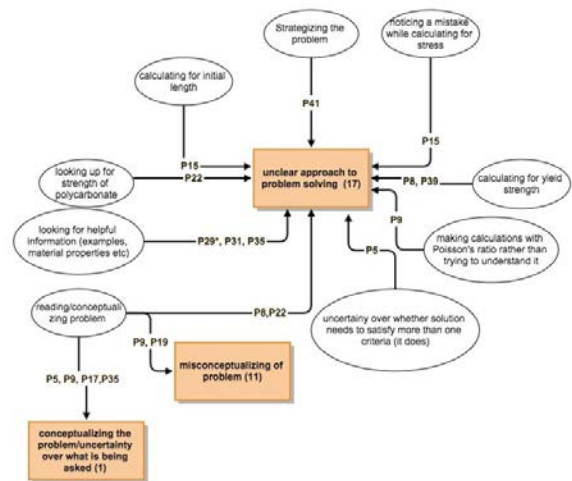 Strategizing the
problem
noticing a mistake
while calculating for
stress
calculating for initial
length
P41
P15
P15
looking up for
strength of
polycarbonate
P22
unclear approach to
problem solving (17)
P8, P39
calculating for yield
strength
looking for helpful
information (examples,
material properties etc)
P29*, P31, P35
P9
making calculations with
Poisson's ratio rather than
trying to understand it
P5
reading/conceptuali
zing problem
P8,P22
uncertainty over whether solution
needs to satisfy more than one
criteria (it does)
P9, P19
misconceptualizing of
problem (11)
P5, P9, P17,P35
conceptualizing the
problem/uncertainty
over what is being
asked (1)